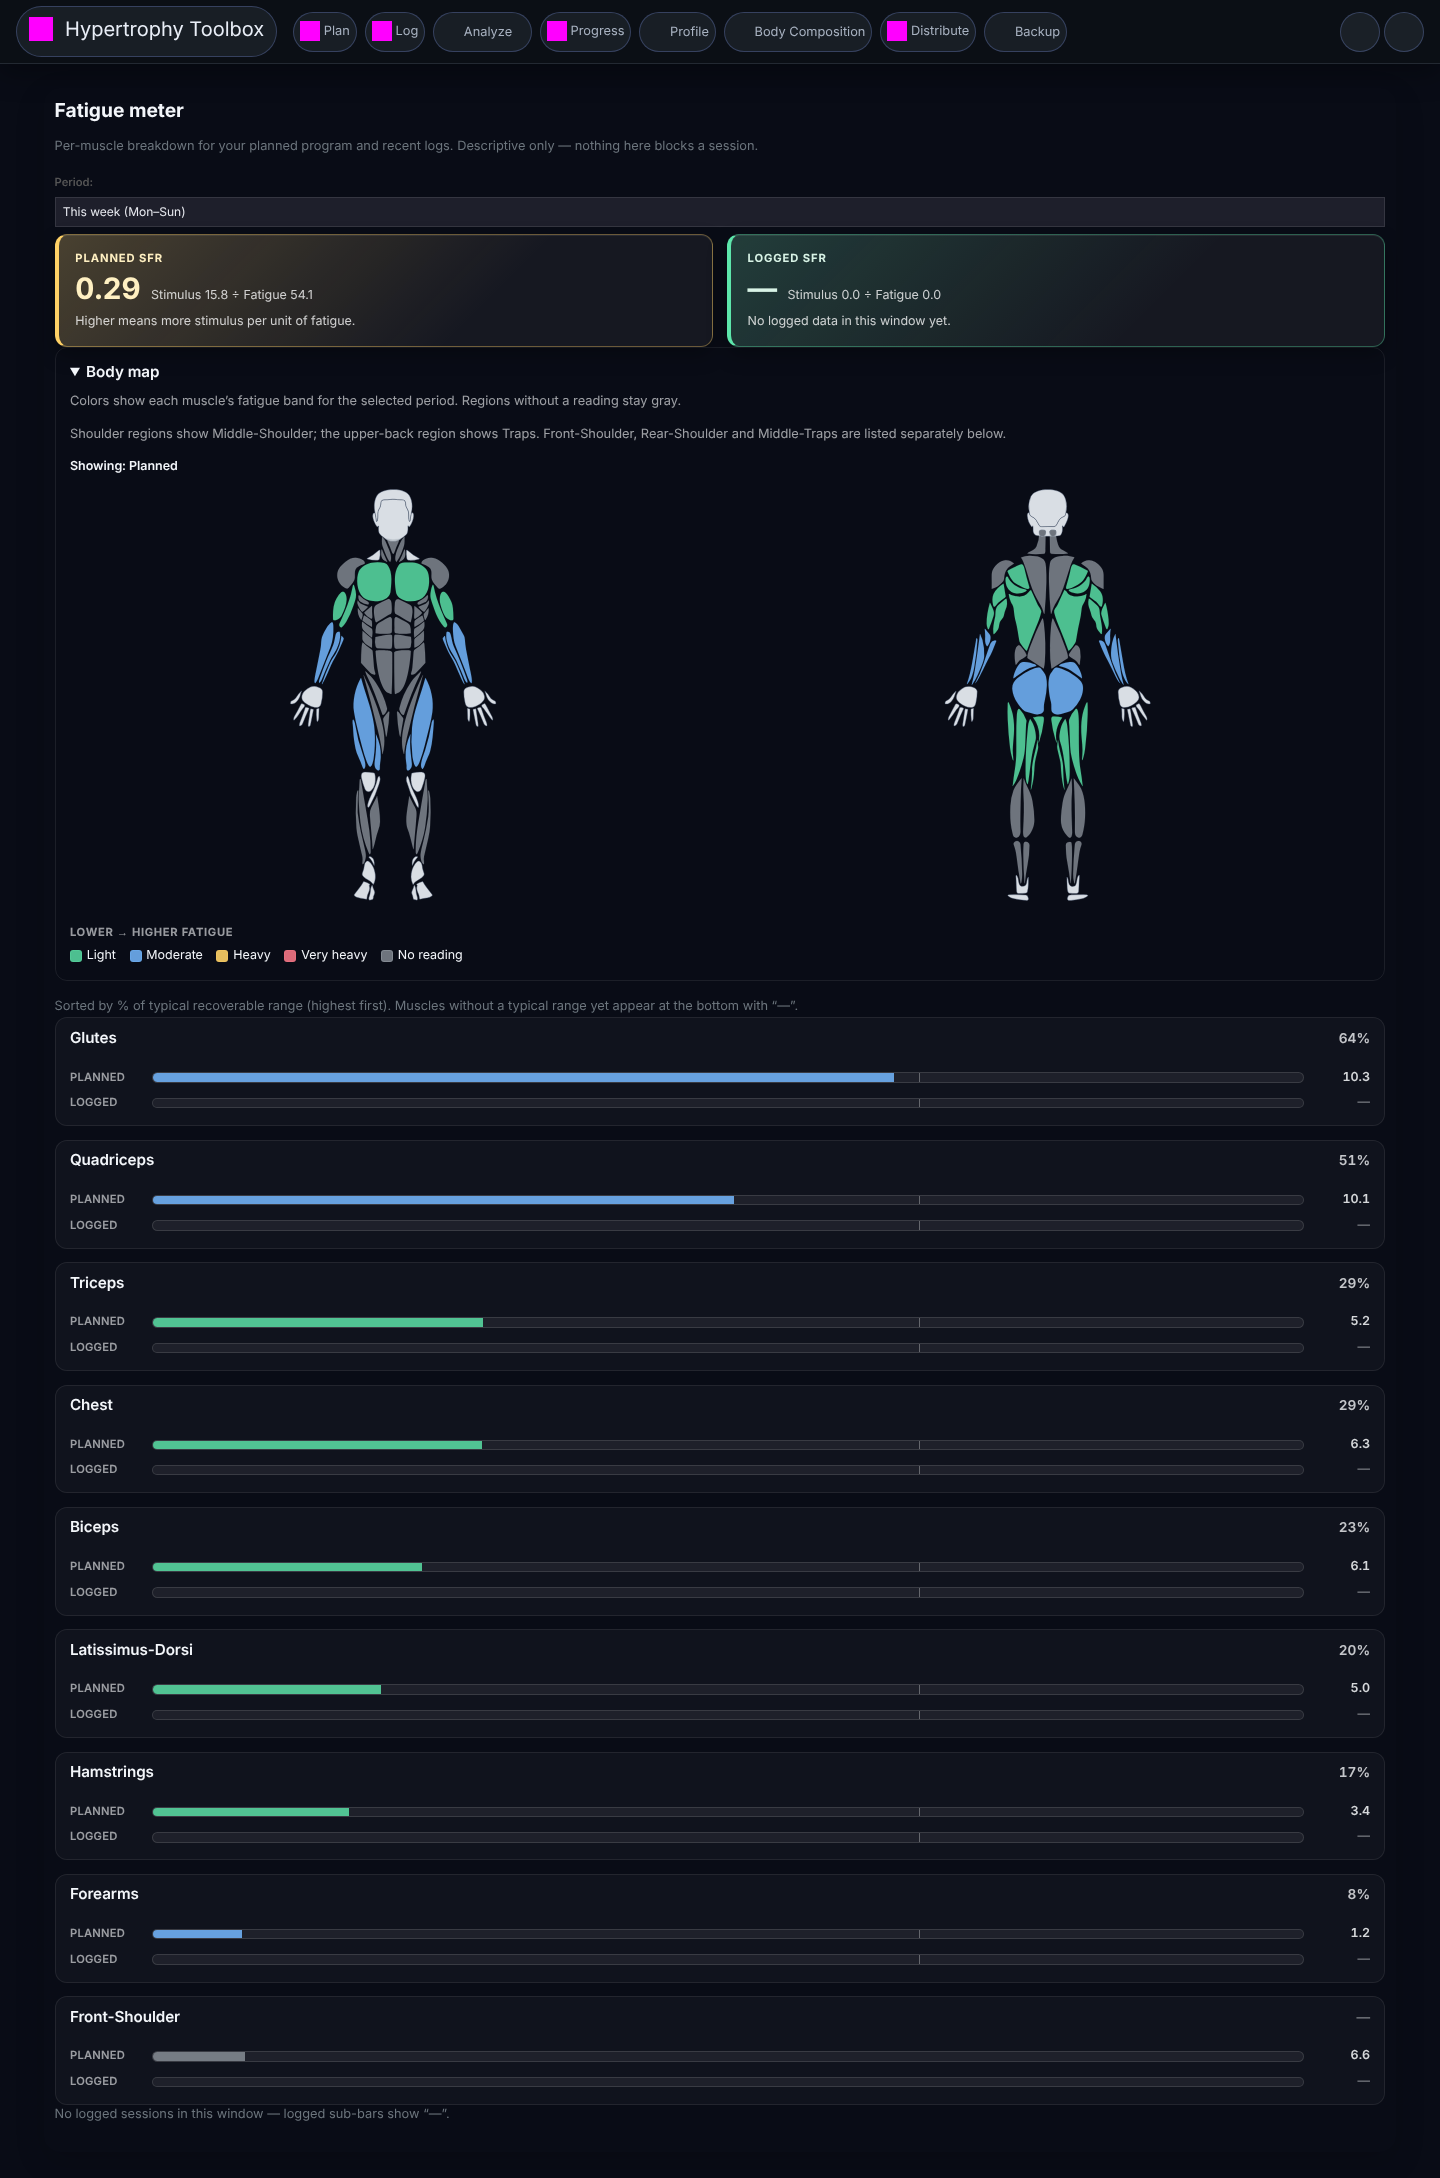 Hypertrophy Toolbox
Plan
Log
Analyze
Progress
Profile
Body Composition
Distribute
Backup
Fatigue meter
Per-muscle breakdown for your planned program and recent logs. Descriptive only — nothing here blocks a session.
Period:
This week (Mon–Sun)
PLANNED SFR
0.29 Stimulus 15.8 ÷ Fatigue 54.1
Higher means more stimulus per unit of fatigue.
LOGGED SFR
— Stimulus 0.0 ÷ Fatigue 0.0
No logged data in this window yet.
▼ Body map
Colors show each muscle’s fatigue band for the selected period. Regions without a reading stay gray.
Shoulder regions show Middle-Shoulder; the upper-back region shows Traps. Front-Shoulder, Rear-Shoulder and Middle-Traps are listed separately below.
Showing: Planned
LOWER → HIGHER FATIGUE
Light Moderate Heavy Very heavy No reading
Sorted by % of typical recoverable range (highest first). Muscles without a typical range yet appear at the bottom with “—”.
Glutes 64%
PLANNED 10.3
LOGGED —
Quadriceps 51%
PLANNED 10.1
LOGGED —
Triceps 29%
PLANNED 5.2
LOGGED —
Chest 29%
PLANNED 6.3
LOGGED —
Biceps 23%
PLANNED 6.1
LOGGED —
Latissimus-Dorsi 20%
PLANNED 5.0
LOGGED —
Hamstrings 17%
PLANNED 3.4
LOGGED —
Forearms 8%
PLANNED 1.2
LOGGED —
Front-Shoulder —
PLANNED 6.6
LOGGED —
No logged sessions in this window — logged sub-bars show “—”.